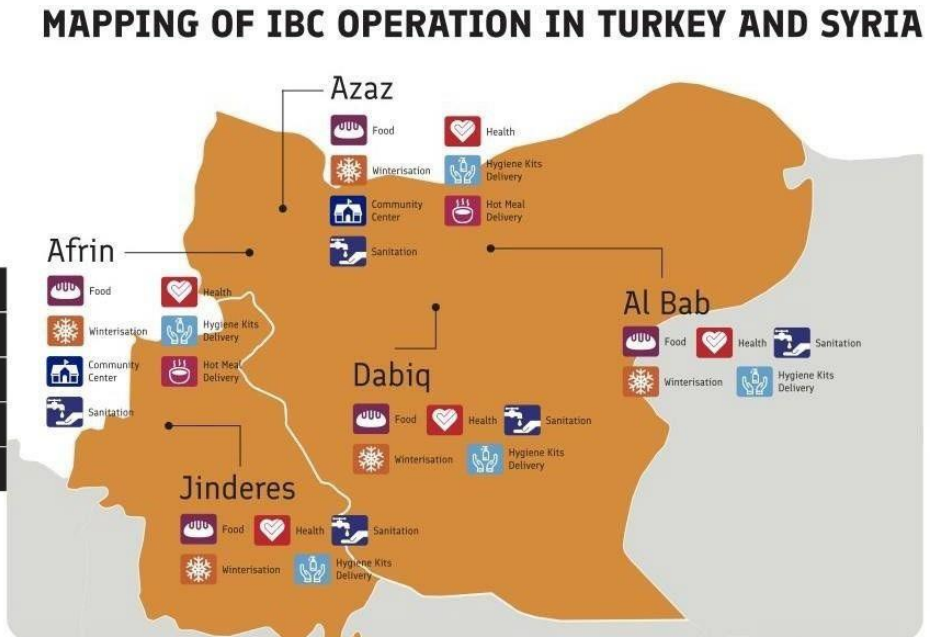 MAPPING OF IBC OPERATION IN TURKEY AND SYRIA
Azaz
Food
Health
Winterisation
Hygiene Kits
Delivery
Community
Center
Hot Meal
Delivery
Sanitation
Afrin
Food
Health
Winterisation
Hygiene Kits
Delivery
Community
Center
Hot Meal
Delivery
Sanitation
Al Bab
Food
Health
Sanitation
Winterisation
Hygiene Kits
Delivery
Dabiq
Food
Health
Sanitation
Winterisation
Hygiene Kits
Delivery
Jinderes
Food
Health
Sanitation
Winterisation
Hygiene Kits
Delivery